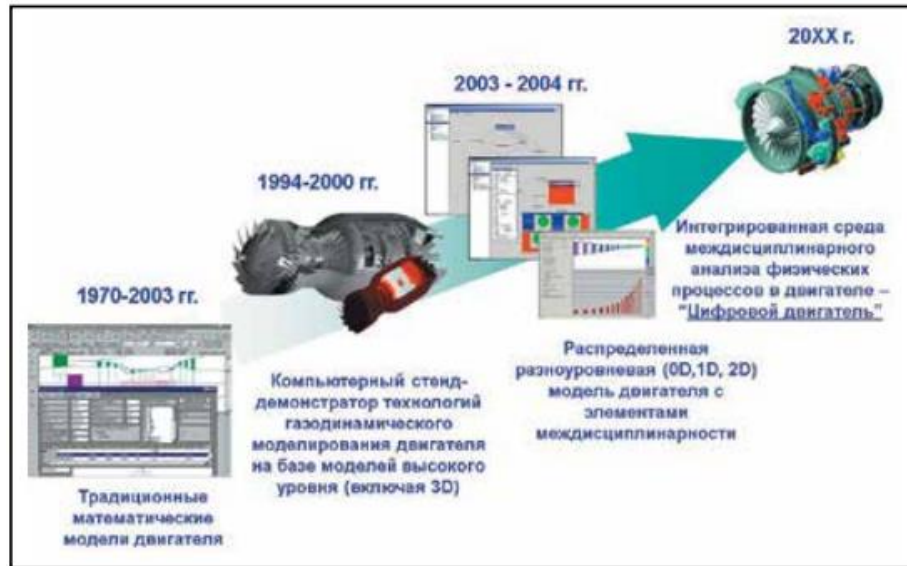 1970-2003 гг.
Традиционные
математические
модели двигателя
1994-2000 гг.
Компьютерный стенд-
демонстратор технологий
газодинамического
моделирования двигателя
на базе моделей высокого
уровня (включая 3D)
2003 - 2004 гг.
Распределенная
разноуровневая (0D,1D, 2D)
модель двигателя с
элементами
междисциплинарности
20XX г.
Интегрированная среда
междисциплинарного
анализа физических
процессов в двигателе –
"Цифровой двигатель"